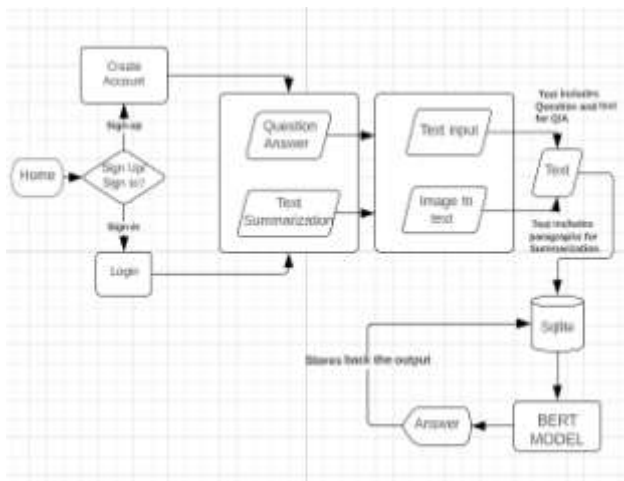 Create
Account
Sign up
Home
Sign Up/
Sign in?
Sign in
Login
Question
Answer
Text
Summarization
Text input
Image to
text
Text includes
Question and text
for Q/A
Text
Text includes
paragraphs for
Summarization
Sqlite
Stores back the output
Answer
BERT
MODEL